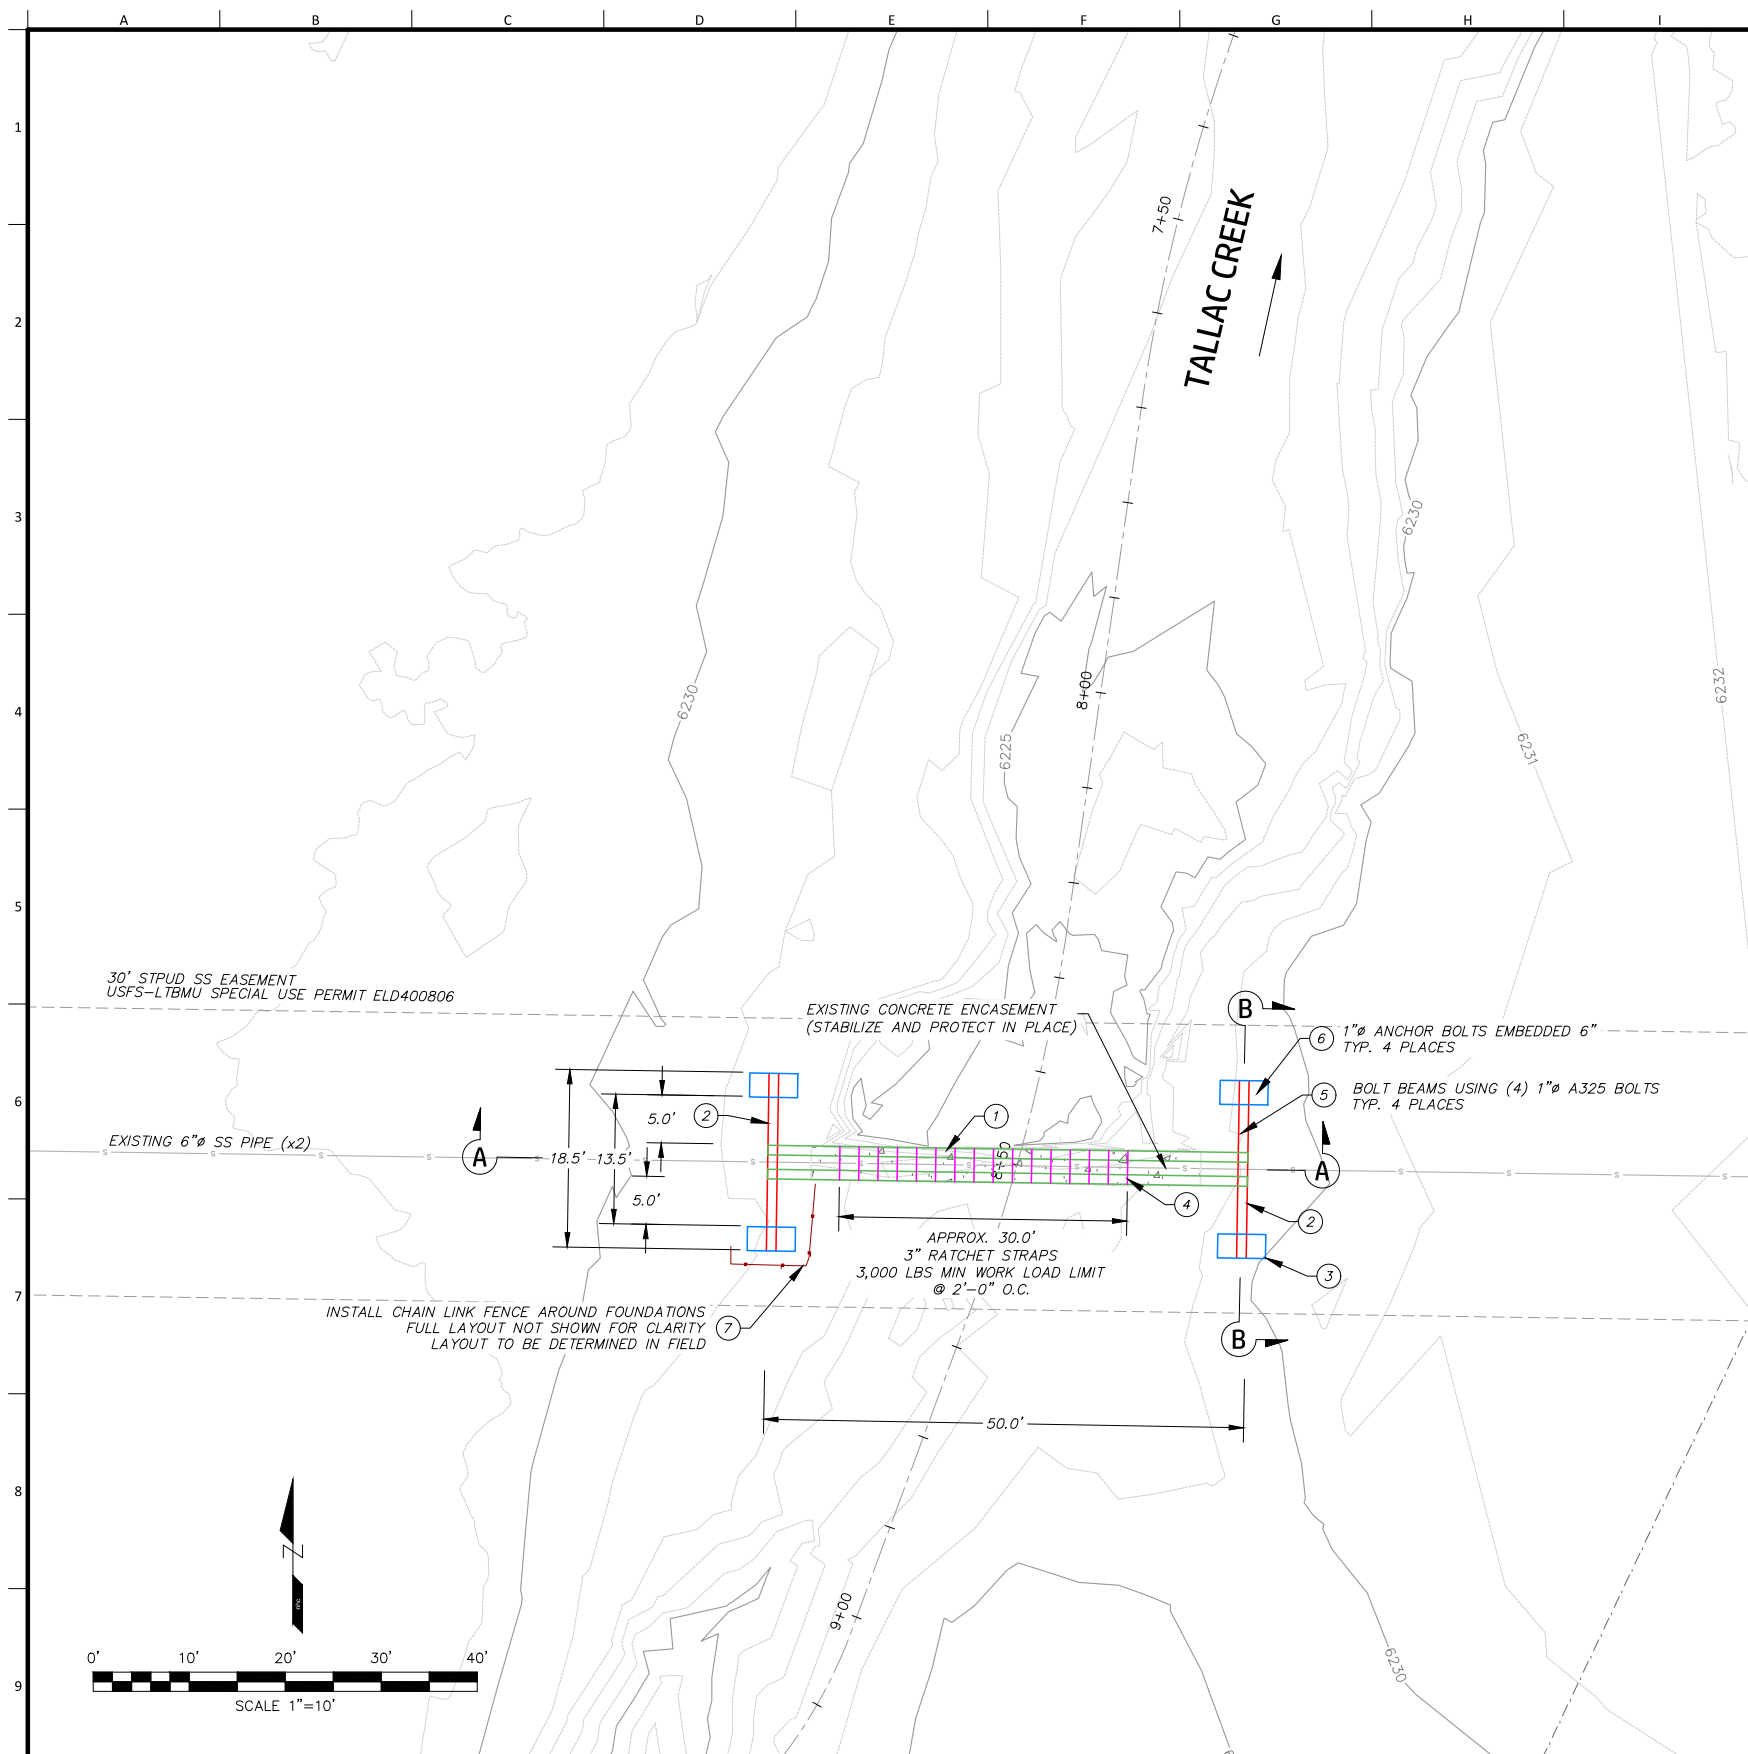 A B C D E F G H I
1
7+50
TALLAC CREEK
2
3
6230
6230
4
8+00
6232
6225
6231
5
30' STPUD SS EASEMENT
USFS-LTBMU SPECIAL USE PERMIT ELD400806
EXISTING CONCRETE ENCASEMENT
(STABILIZE AND PROTECT IN PLACE)
B
6
1"ø ANCHOR BOLTS EMBEDDED 6"
TYP. 4 PLACES
5
BOLT BEAMS USING (4) 1"ø A325 BOLTS
TYP. 4 PLACES
6
2
5.0'
1
EXISTING 6"ø SS PIPE (x2)
S S S S S S S S S S S S S S
A
18.5'
13.5'
8+50
A
5.0'
4
2
APPROX. 30.0'
3" RATCHET STRAPS
3,000 LBS MIN WORK LOAD LIMIT
@ 2'-0" O.C.
3
7
INSTALL CHAIN LINK FENCE AROUND FOUNDATIONS
FULL LAYOUT NOT SHOWN FOR CLARITY
LAYOUT TO BE DETERMINED IN FIELD
7
B
50.0'
8
Z
9+00
6230
0' 10' 20' 30' 40'
SCALE 1"=10'
9